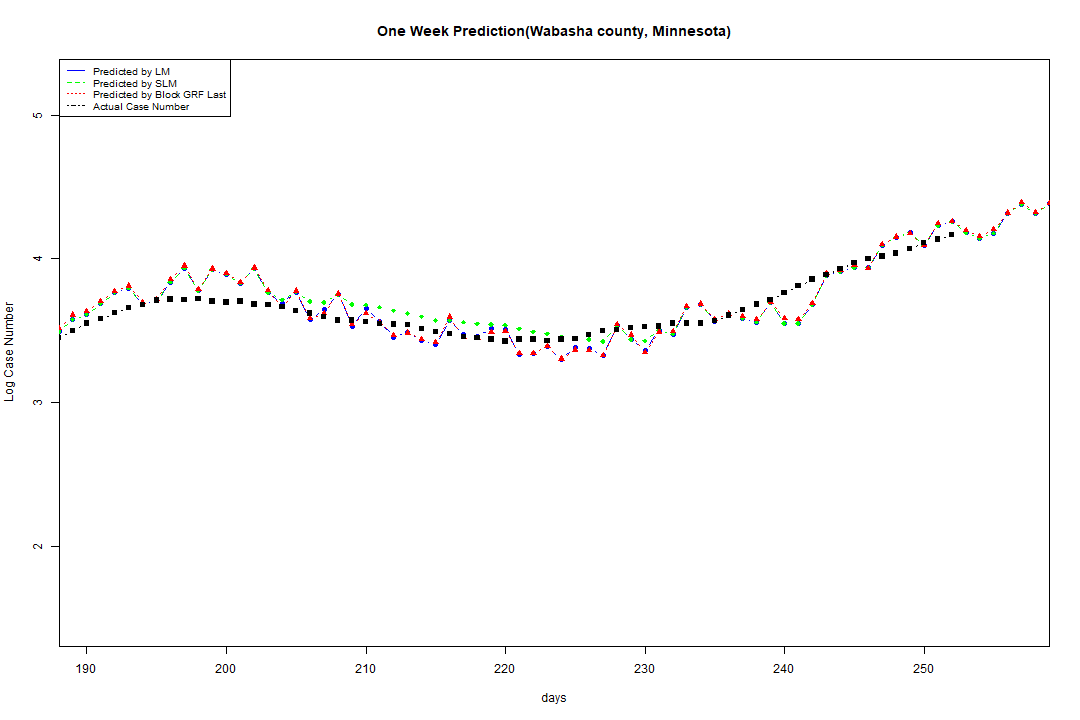 One Week Prediction(Wabasha county, Minnesota)
Predicted by LM
Predicted by SLM
Predicted by Block GRF Last
Actual Case Number
5
4
3
2
Log Case Number
190 200 210 220 230 240 250
days